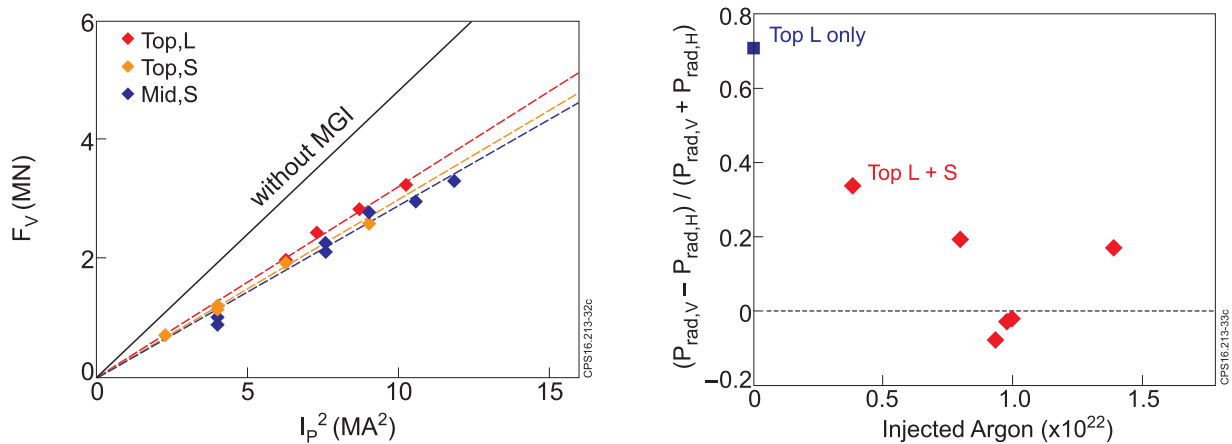 6
4
2
0
F_V (MN)
Top,L
Top,S
Mid,S
without MGI
0
5
10
15
I_P^2 (MA^2)
CPS16.213-32c
0.8
0.6
0.4
0.2
0
−0.2
(P_rad,V − P_rad,H) / (P_rad,V + P_rad,H)
Top L only
Top L + S
0
0.5
1.0
1.5
Injected Argon (x10^22)
CPS16.213-33c